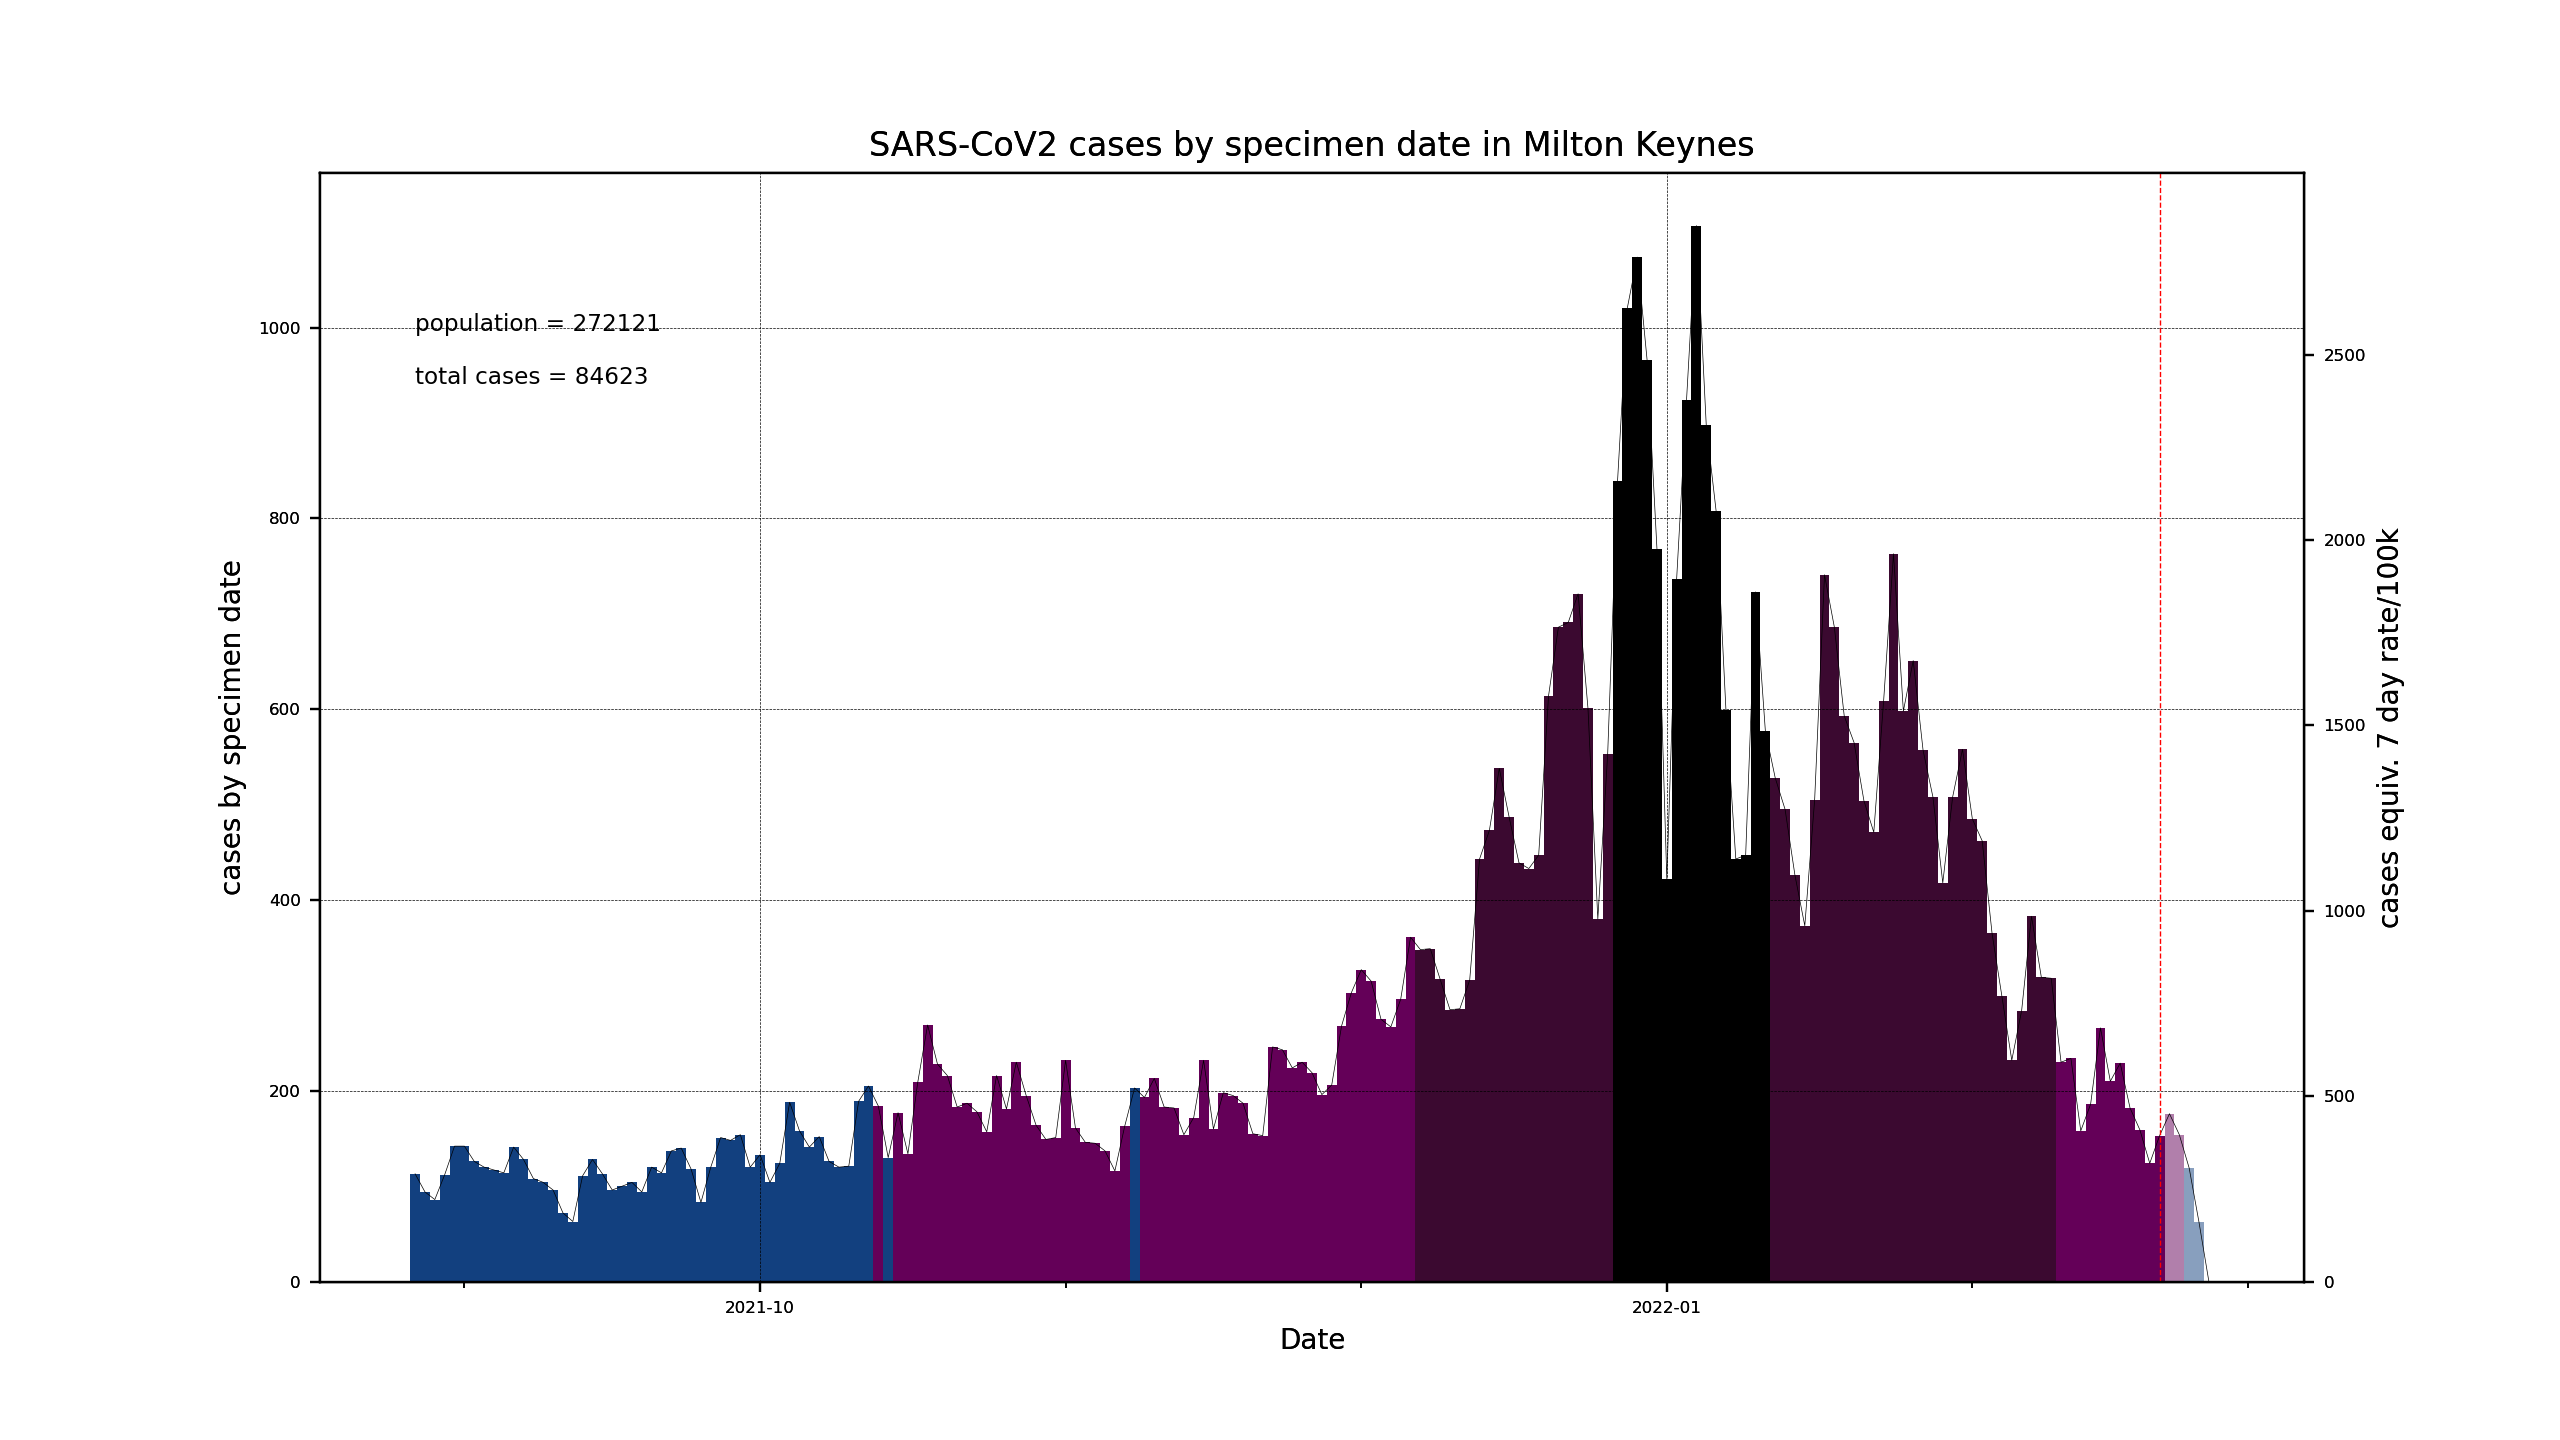 SARS-CoV2 cases by specimen date in Milton Keynes
population = 272121
total cases = 84623
cases by specimen date
1000
800
600
400
200
0
2500
2000
1500
1000
500
0
cases equiv. 7 day rate/100k
2021-10
2022-01
Date